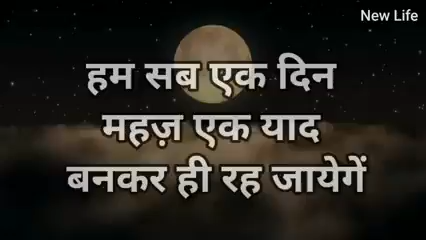 New Life
हम सब एक दिन
महज़ एक याद
बनकर ही रह जायेगें